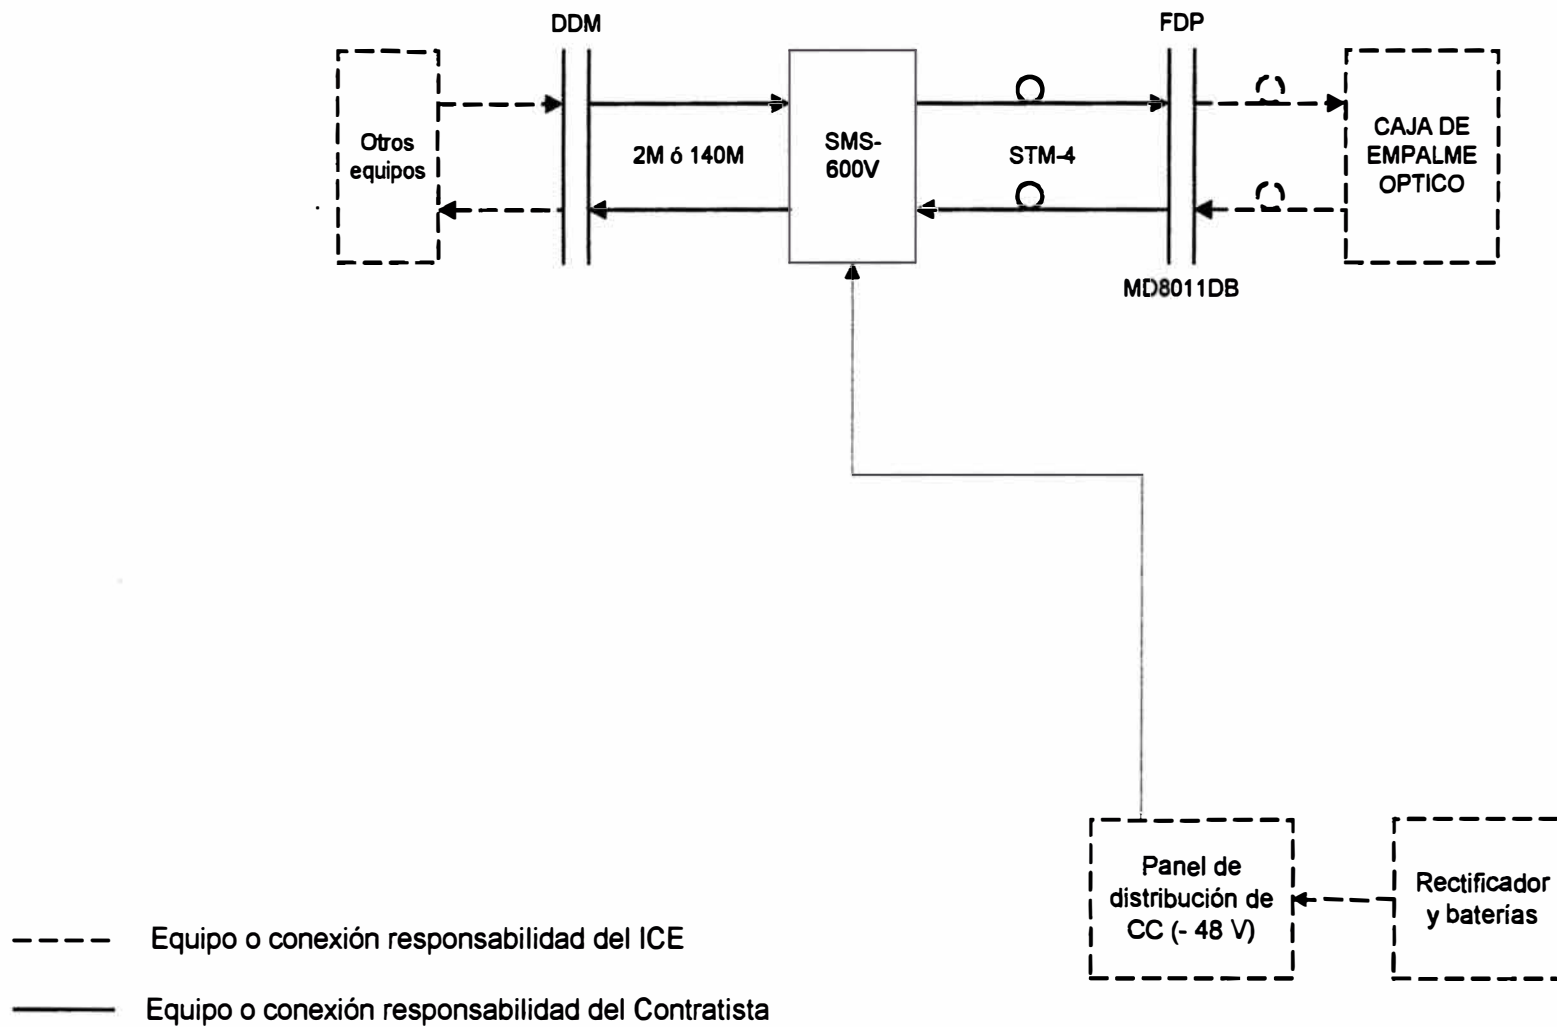 DDM
FDP
Otros
equipos
2M ó 140M
SMS-
600V
STM-4
CAJA DE
EMPALME
OPTICO
MD8011DB
Panel de
distribución de
CC (- 48 V)
Rectificador
y baterías
Equipo o conexión responsabilidad del ICE
Equipo o conexión responsabilidad del Contratista